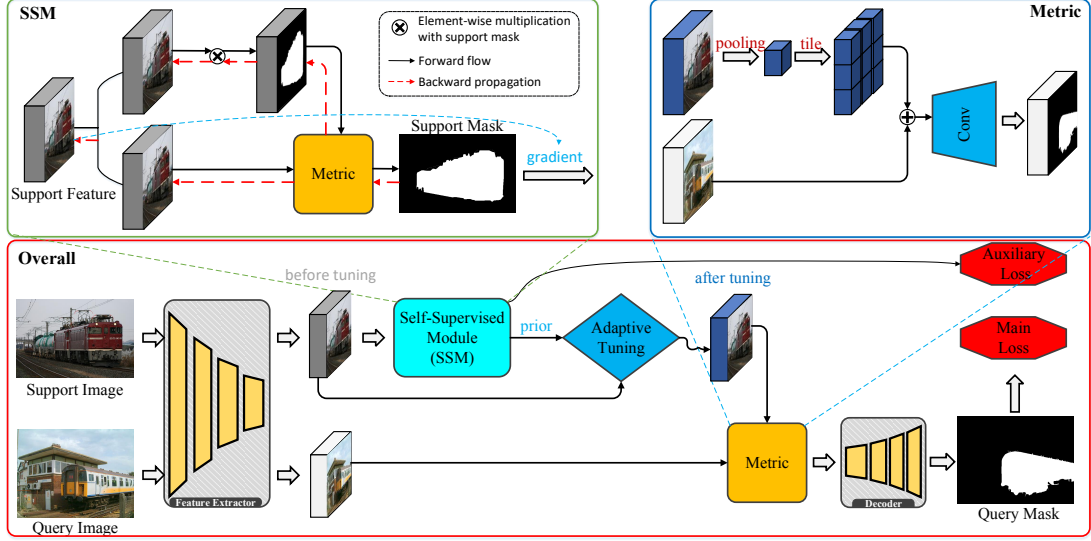 SSM
Element-wise multiplication
with support mask
Forward flow
Backward propagation
Support Feature
Metric
Support Mask
gradient
Metric
pooling
tile
Conv
Overall
before tuning
after tuning
Auxiliary
Loss
Self-Supervised
Module
(SSM)
prior
Adaptive
Tuning
Main
Loss
Support Image
Metric
Feature Extractor
Decoder
Query Image
Query Mask